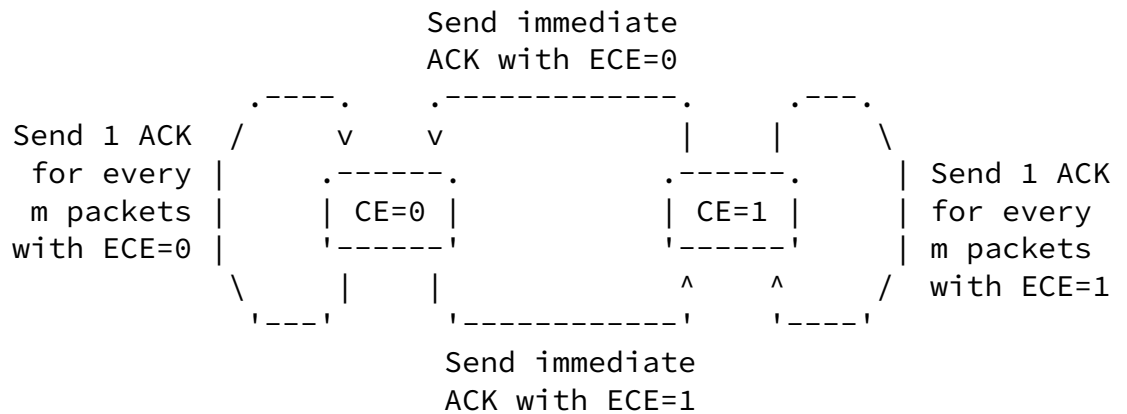 Send immediate
ACK with ECE=0
Send 1 ACK
for every
m packets
with ECE=0
CE=0
CE=1
Send 1 ACK
for every
m packets
with ECE=1
Send immediate
ACK with ECE=1